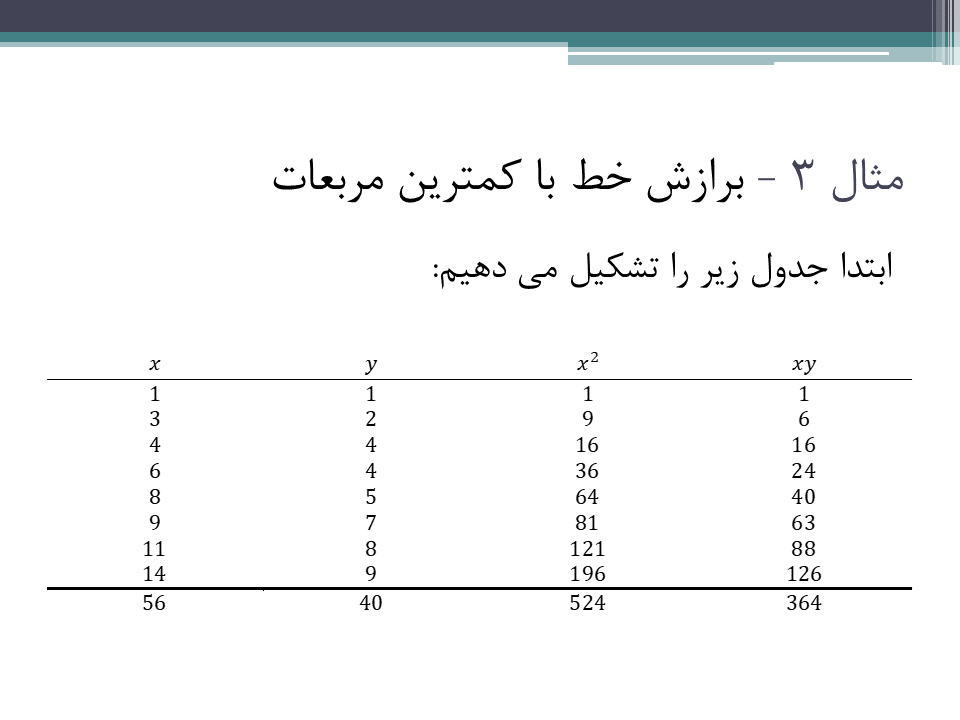 مثال ۳ – برازش خط با کمترین مربعات
ابتدا جدول زیر را تشکیل می دهیم:
x y x² xy
1 1 1 1
3 2 9 6
4 4 16 16
6 4 36 24
8 5 64 40
9 7 81 63
11 8 121 88
14 9 196 126
56 40 524 364